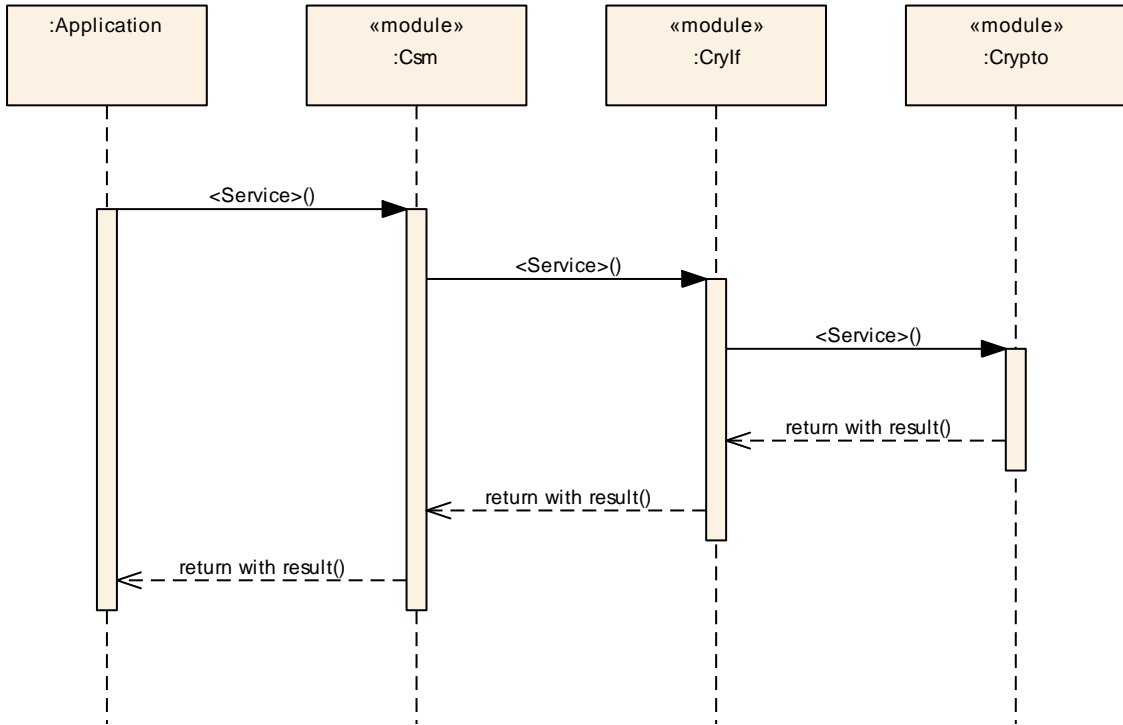 :Application
«module»
:Csm
«module»
:CryIf
«module»
:Crypto
<Service>()
<Service>()
<Service>()
return with result()
return with result()
return with result()